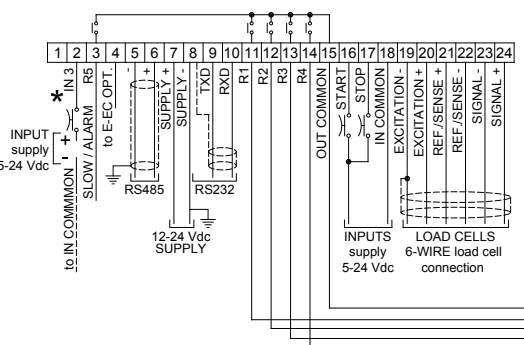 1 2 3 4 5 6 7 8 9 10 11 12 13 14 15 16 17 18 19 20 21 22 23 24
*
IN 3
SLOW / ALARM R5
to E-EC OPT.
-
+
SUPPLY +
SUPPLY -
TXD
RXD
R1
R2
R3
R4
OUT COMMON
START
STOP
IN COMMON
EXCITATION -
EXCITATION +
REF./SENSE +
REF./SENSE -
SIGNAL -
SIGNAL +
INPUT
supply
5-24 Vdc
+
-
to IN COMMMON
RS485
RS232
12-24 Vdc
SUPPLY
INPUTS
supply
5-24 Vdc
LOAD CELLS
6-WIRE load cell
connection